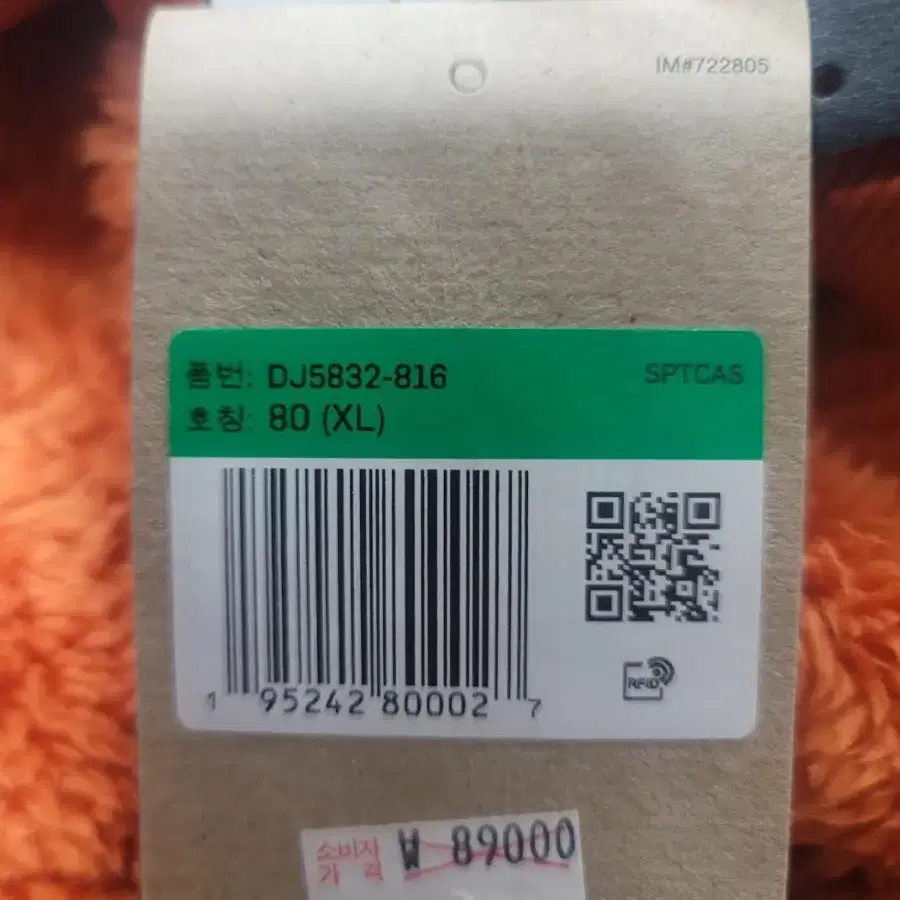 IM#722805
품번: DJ5832-816
SPTCAS
호칭: 80 (XL)
1 95242 80002 7
RFID
소비자
가 격
₩ 89000